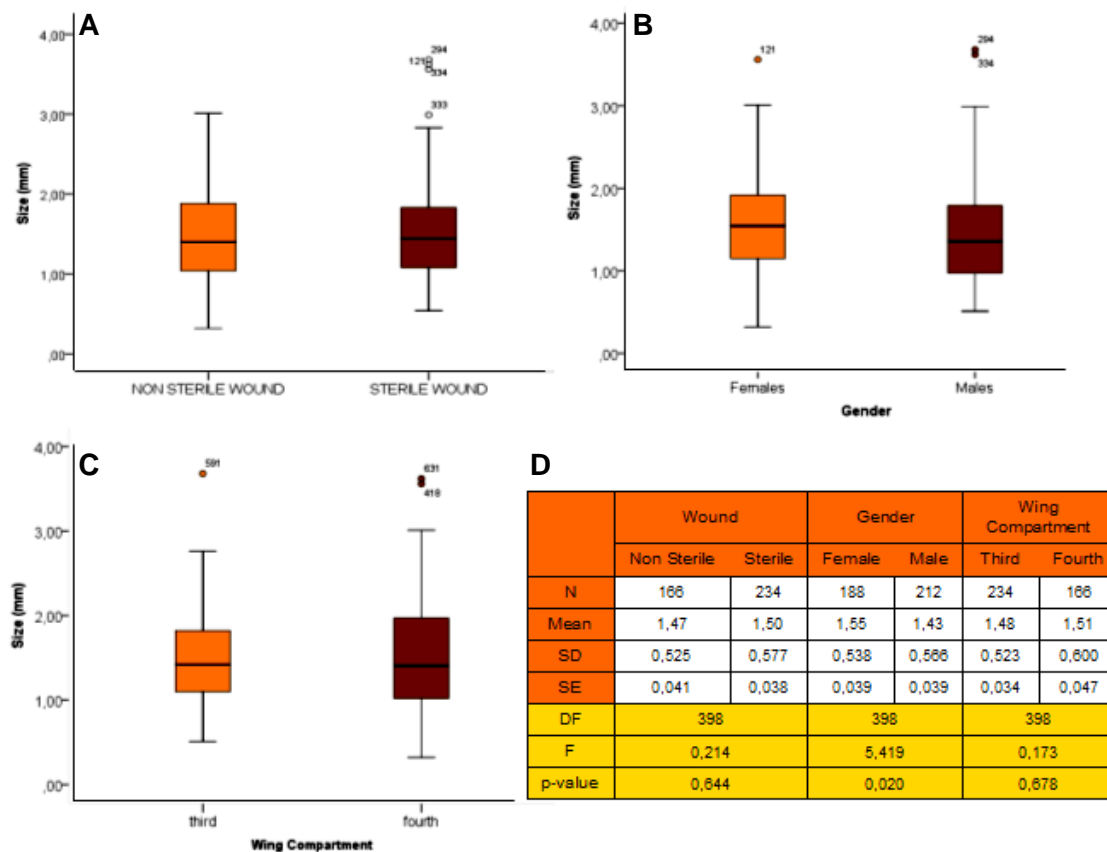 A
4,00
3,00
2,00
1,00
,00
Size (mm)
294
121
334
333
NON STERILE WOUND
STERILE WOUND
B
4,00
3,00
2,00
1,00
,00
Size (mm)
121
294
334
Females
Males
Gender
C
4,00
3,00
2,00
1,00
,00
Size (mm)
591
631
418
third
fourth
Wing Compartment
D
Wound Gender Wing
Compartment
Non Sterile Sterile Female Male Third Fourth
N 166 234 188 212 234 166
Mean 1,47 1,50 1,55 1,43 1,48 1,51
SD 0,525 0,577 0,538 0,566 0,523 0,600
SE 0,041 0,038 0,039 0,039 0,034 0,047
DF 398 398 398
F 0,214 5,419 0,173
p-value 0,644 0,020 0,678